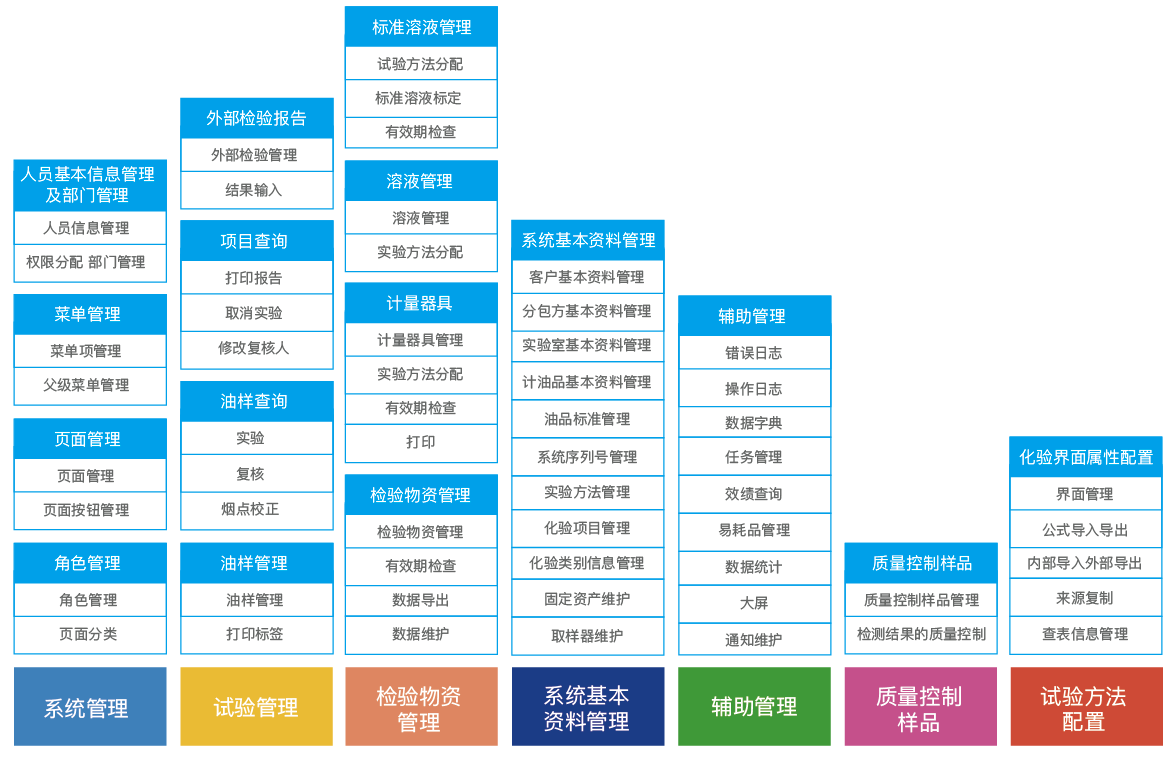 人员基本信息管理
及部门管理
人员信息管理
权限分配 部门管理
菜单管理
菜单项管理
父级菜单管理
页面管理
页面管理
页面按钮管理
角色管理
角色管理
页面分类
系统管理
外部检验报告
外部检验管理
结果输入
项目查询
打印报告
取消实验
修改复核人
油样查询
实验
复核
烟点校正
油样管理
油样管理
打印标签
试验管理
标准溶液管理
试验方法分配
标准溶液标定
有效期检查
溶液管理
溶液管理
实验方法分配
计量器具
计量器具管理
实验方法分配
有效期检查
打印
检验物资管理
检验物资管理
有效期检查
数据导出
数据维护
检验物资
管理
系统基本资料管理
客户基本资料管理
分包方基本资料管理
实验室基本资料管理
计油品基本资料管理
油品标准管理
系统序列号管理
实验方法管理
化验项目管理
化验类别信息管理
固定资产维护
取样器维护
系统基本
资料管理
辅助管理
错误日志
操作日志
数据字典
任务管理
效绩查询
易耗品管理
数据统计
大屏
通知维护
辅助管理
质量控制样品
质量控制样品管理
检测结果的质量控制
质量控制
样品
化验界面属性配置
界面管理
公式导入导出
内部导入外部导出
来源复制
查表信息管理
试验方法
配置